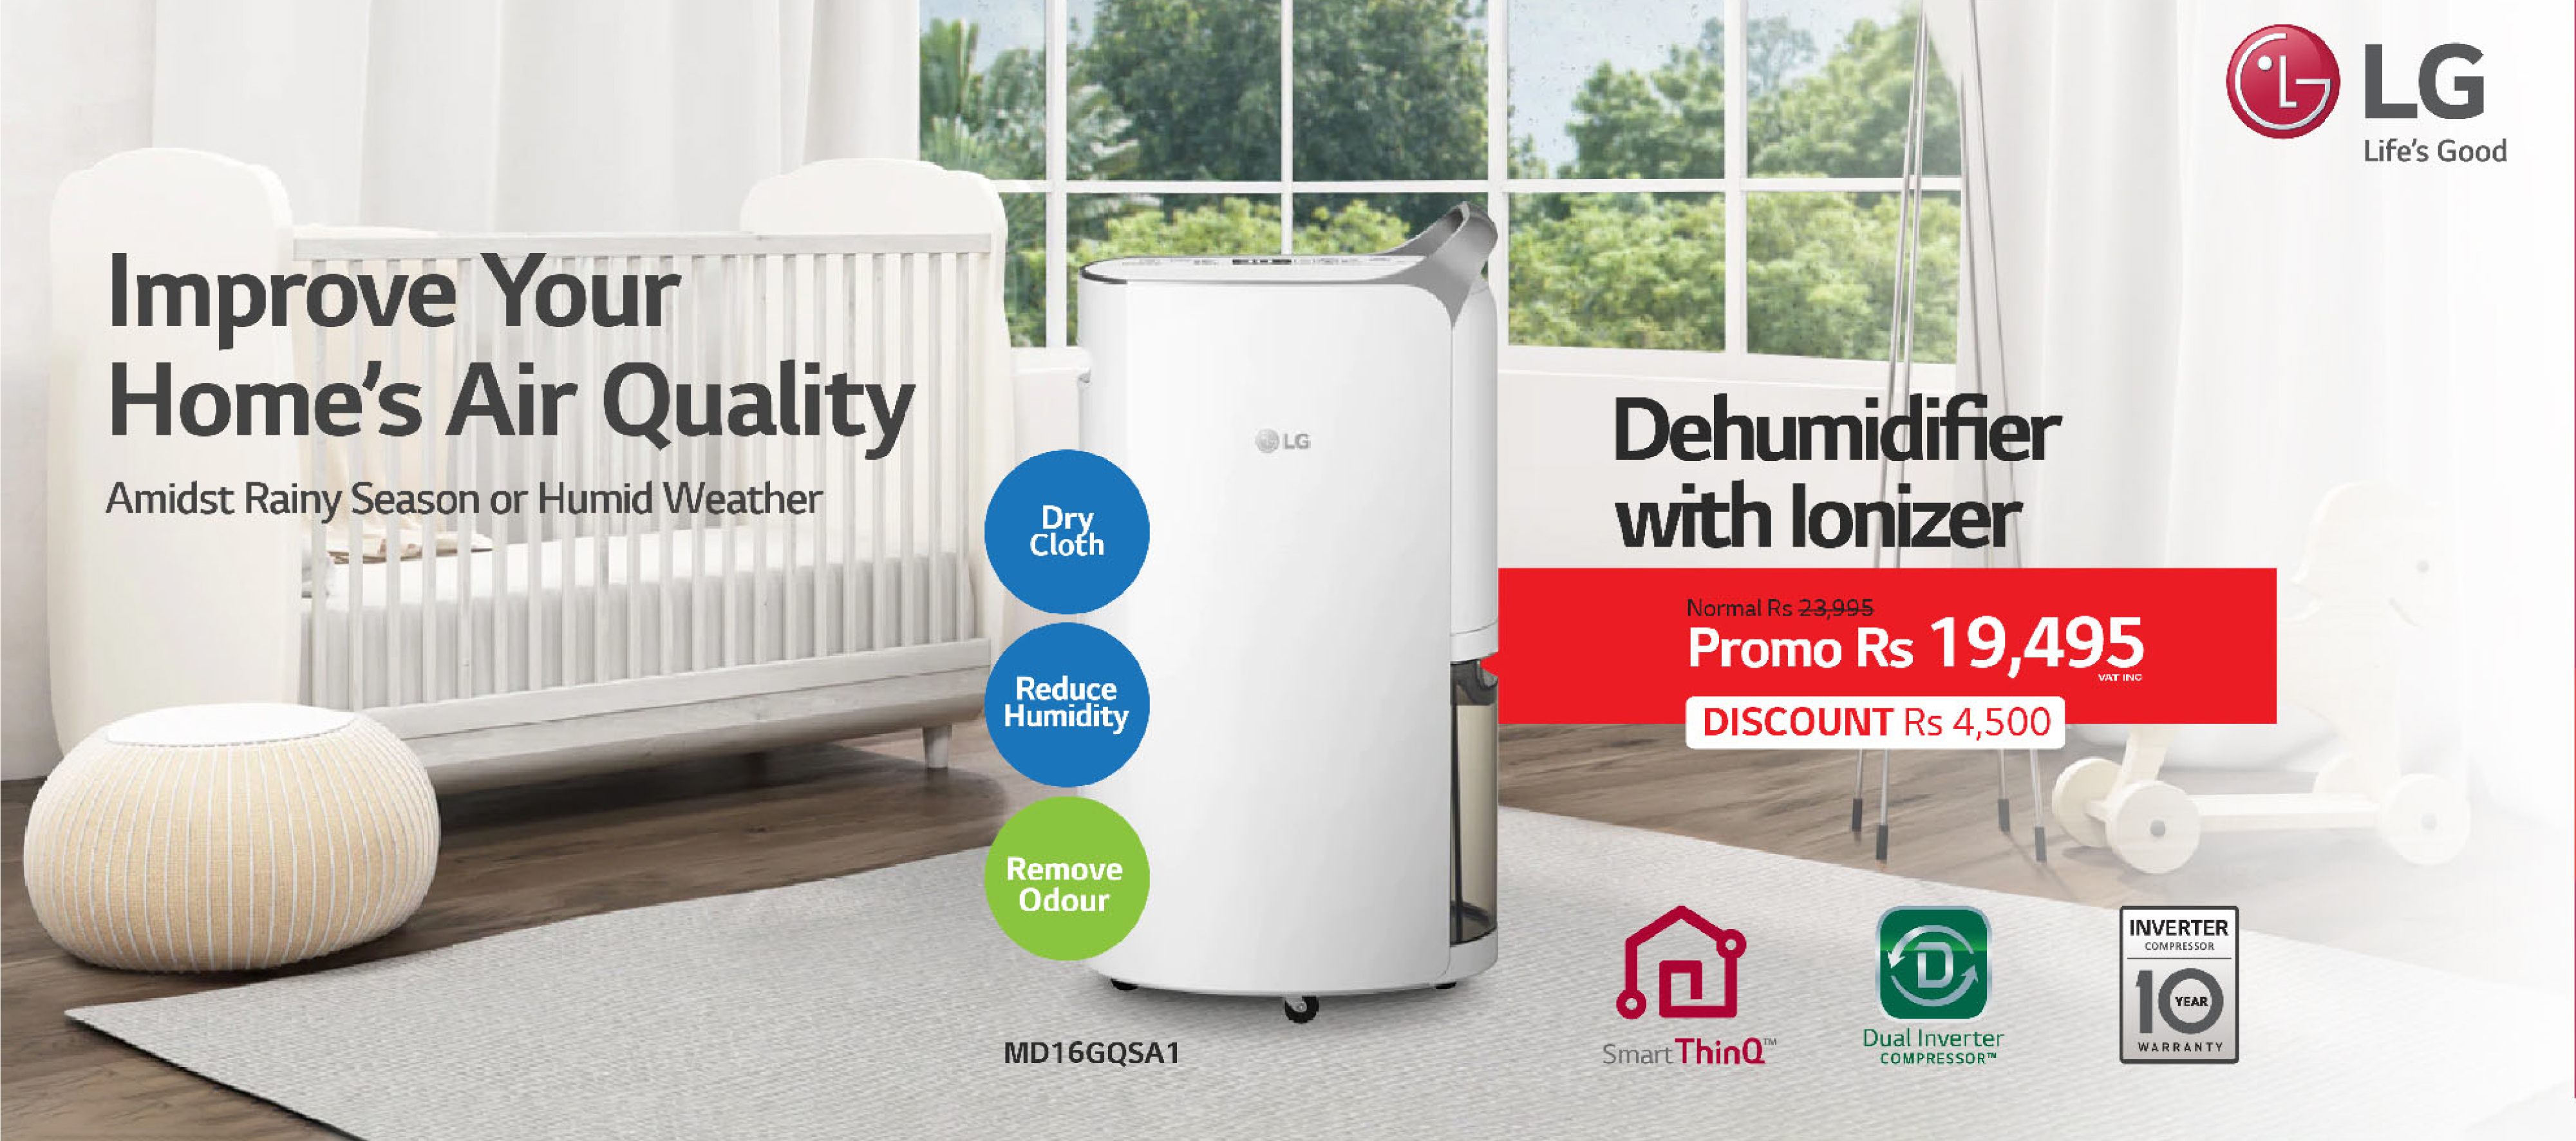 LG
Life's Good
Improve Your
Home's Air Quality
Amidst Rainy Season or Humid Weather
LG
Dry
Cloth
Reduce
Humidity
Remove
Odour
MD16GQSA1
Dehumidifier
with Ionizer
Normal Rs 23,995
Promo Rs 19,495
VAT INC
DISCOUNT Rs 4,500
Smart ThinQ™
Dual Inverter
COMPRESSOR™
INVERTER
COMPRESSOR
10 YEAR
WARRANTY